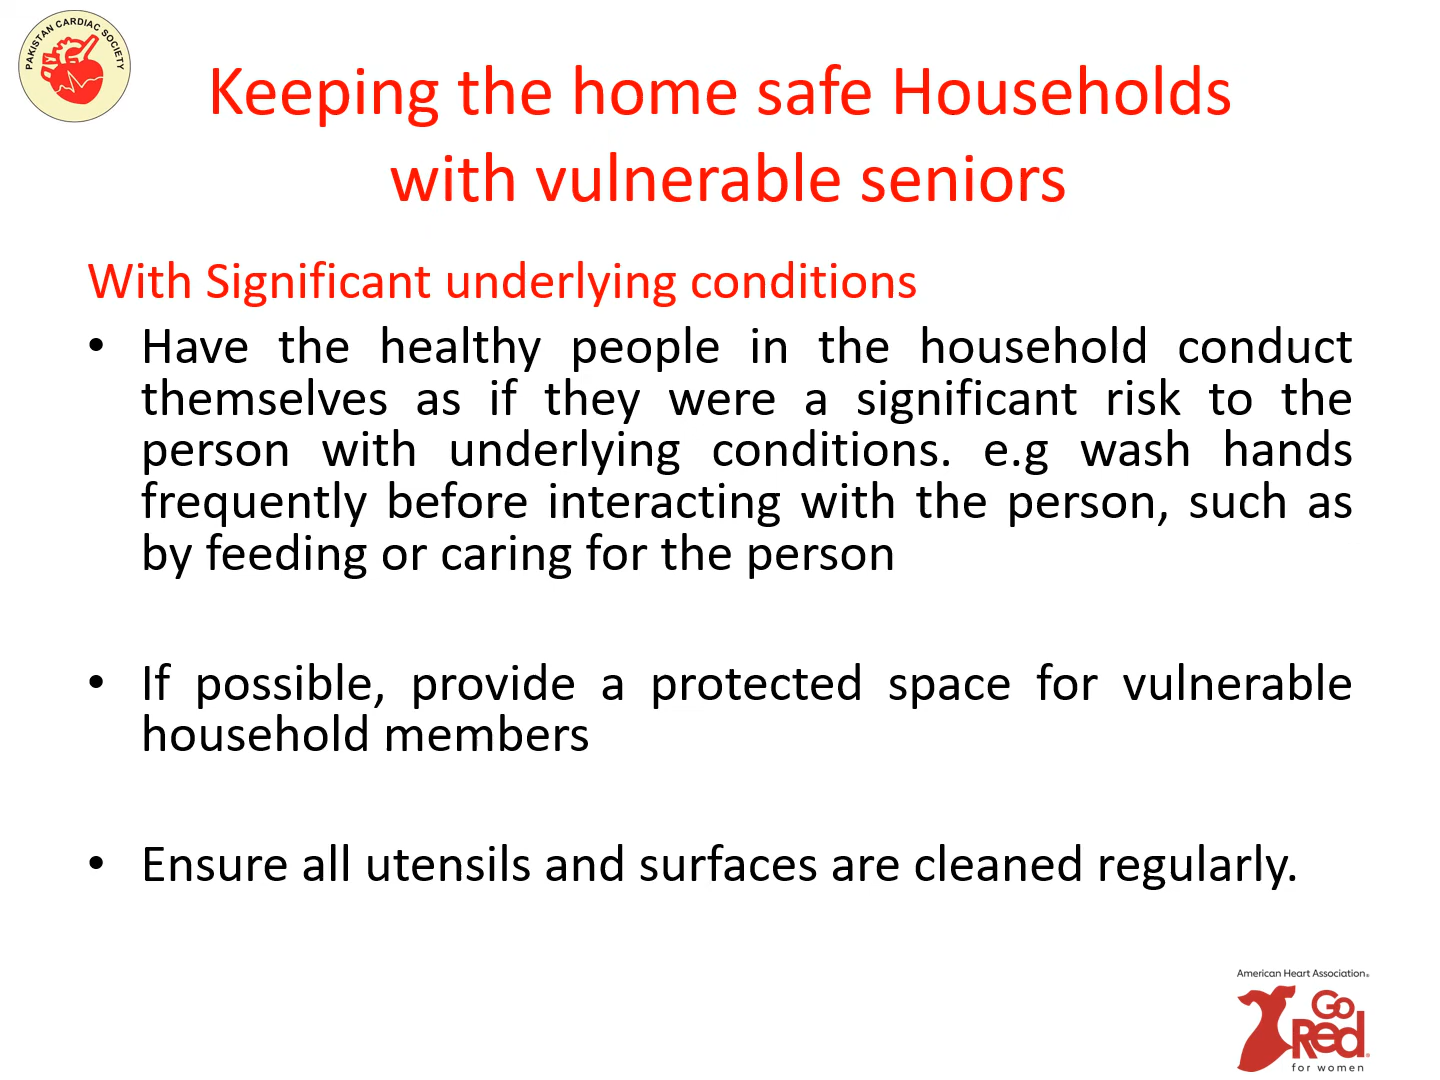 PAKISTAN CARDIAC SOCIETY
Keeping the home safe Households
with vulnerable seniors
With Significant underlying conditions
• Have the healthy people in the household conduct
themselves as if they were a significant risk to the
person with underlying conditions. e.g wash hands
frequently before interacting with the person, such as
by feeding or caring for the person
• If possible, provide a protected space for vulnerable
household members
• Ensure all utensils and surfaces are cleaned regularly.
American Heart Association®
Go
Red®
for women